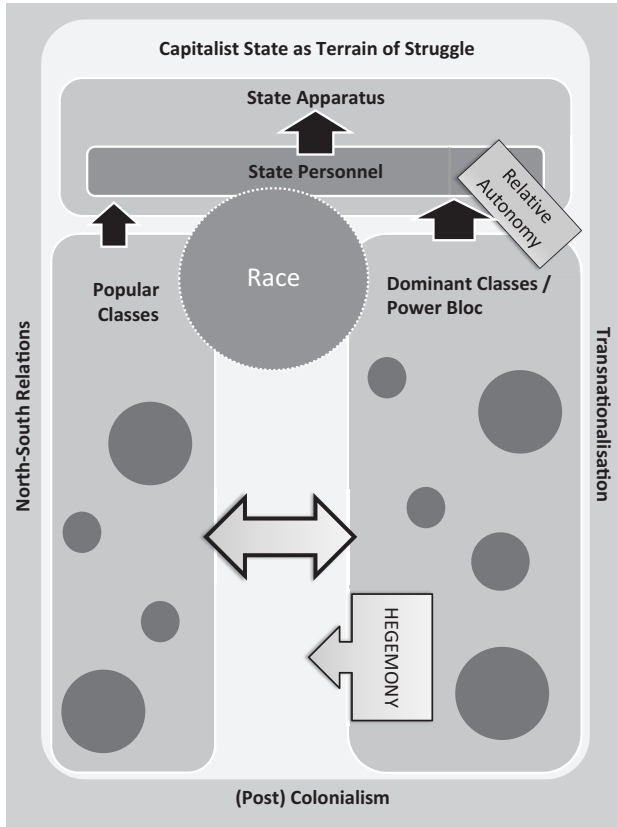 Capitalist State as Terrain of Struggle
State Apparatus
State Personnel
Relative
Autonomy
Race
Popular
Classes
Dominant Classes /
Power Bloc
North-South Relations
Transnationalisation
HEGEMONY
(Post) Colonialism